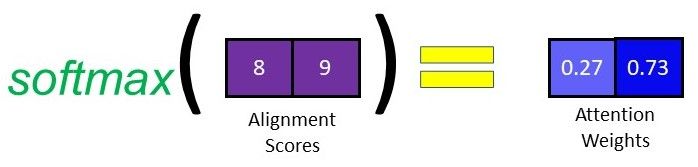 softmax( 8 9 ) = 0.27 0.73
Alignment
Scores
Attention
Weights